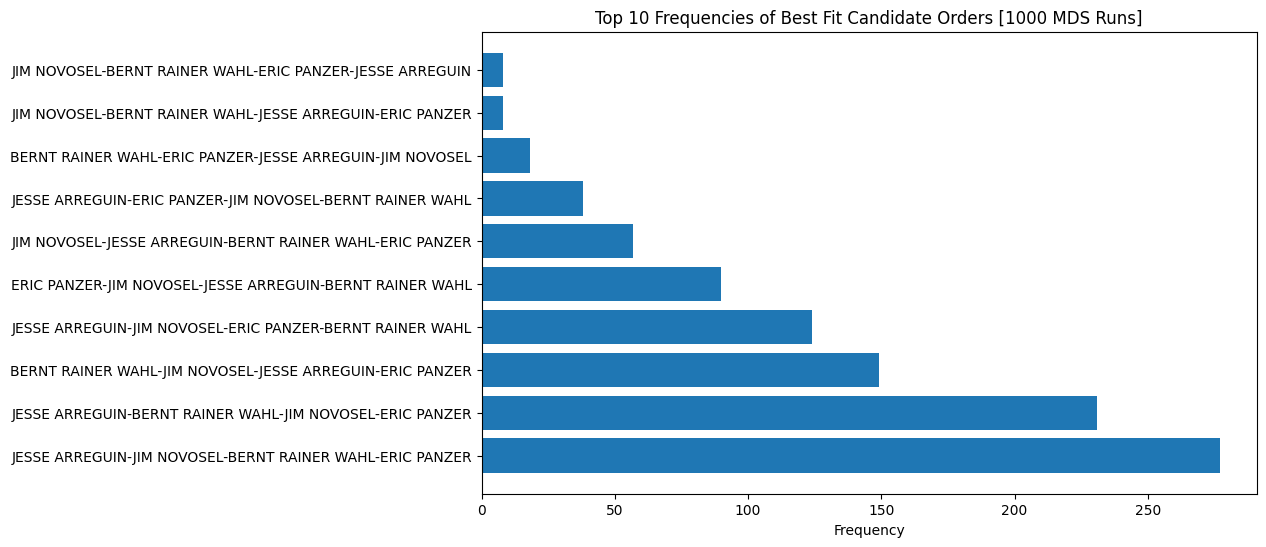 Top 10 Frequencies of Best Fit Candidate Orders [1000 MDS Runs]
JIM NOVOSEL-BERNT RAINER WAHL-ERIC PANZER-JESSE ARREGUIN
JIM NOVOSEL-BERNT RAINER WAHL-JESSE ARREGUIN-ERIC PANZER
BERNT RAINER WAHL-ERIC PANZER-JESSE ARREGUIN-JIM NOVOSEL
JESSE ARREGUIN-ERIC PANZER-JIM NOVOSEL-BERNT RAINER WAHL
JIM NOVOSEL-JESSE ARREGUIN-BERNT RAINER WAHL-ERIC PANZER
ERIC PANZER-JIM NOVOSEL-JESSE ARREGUIN-BERNT RAINER WAHL
JESSE ARREGUIN-JIM NOVOSEL-ERIC PANZER-BERNT RAINER WAHL
BERNT RAINER WAHL-JIM NOVOSEL-JESSE ARREGUIN-ERIC PANZER
JESSE ARREGUIN-BERNT RAINER WAHL-JIM NOVOSEL-ERIC PANZER
JESSE ARREGUIN-JIM NOVOSEL-BERNT RAINER WAHL-ERIC PANZER
0 50 100 150 200 250
Frequency